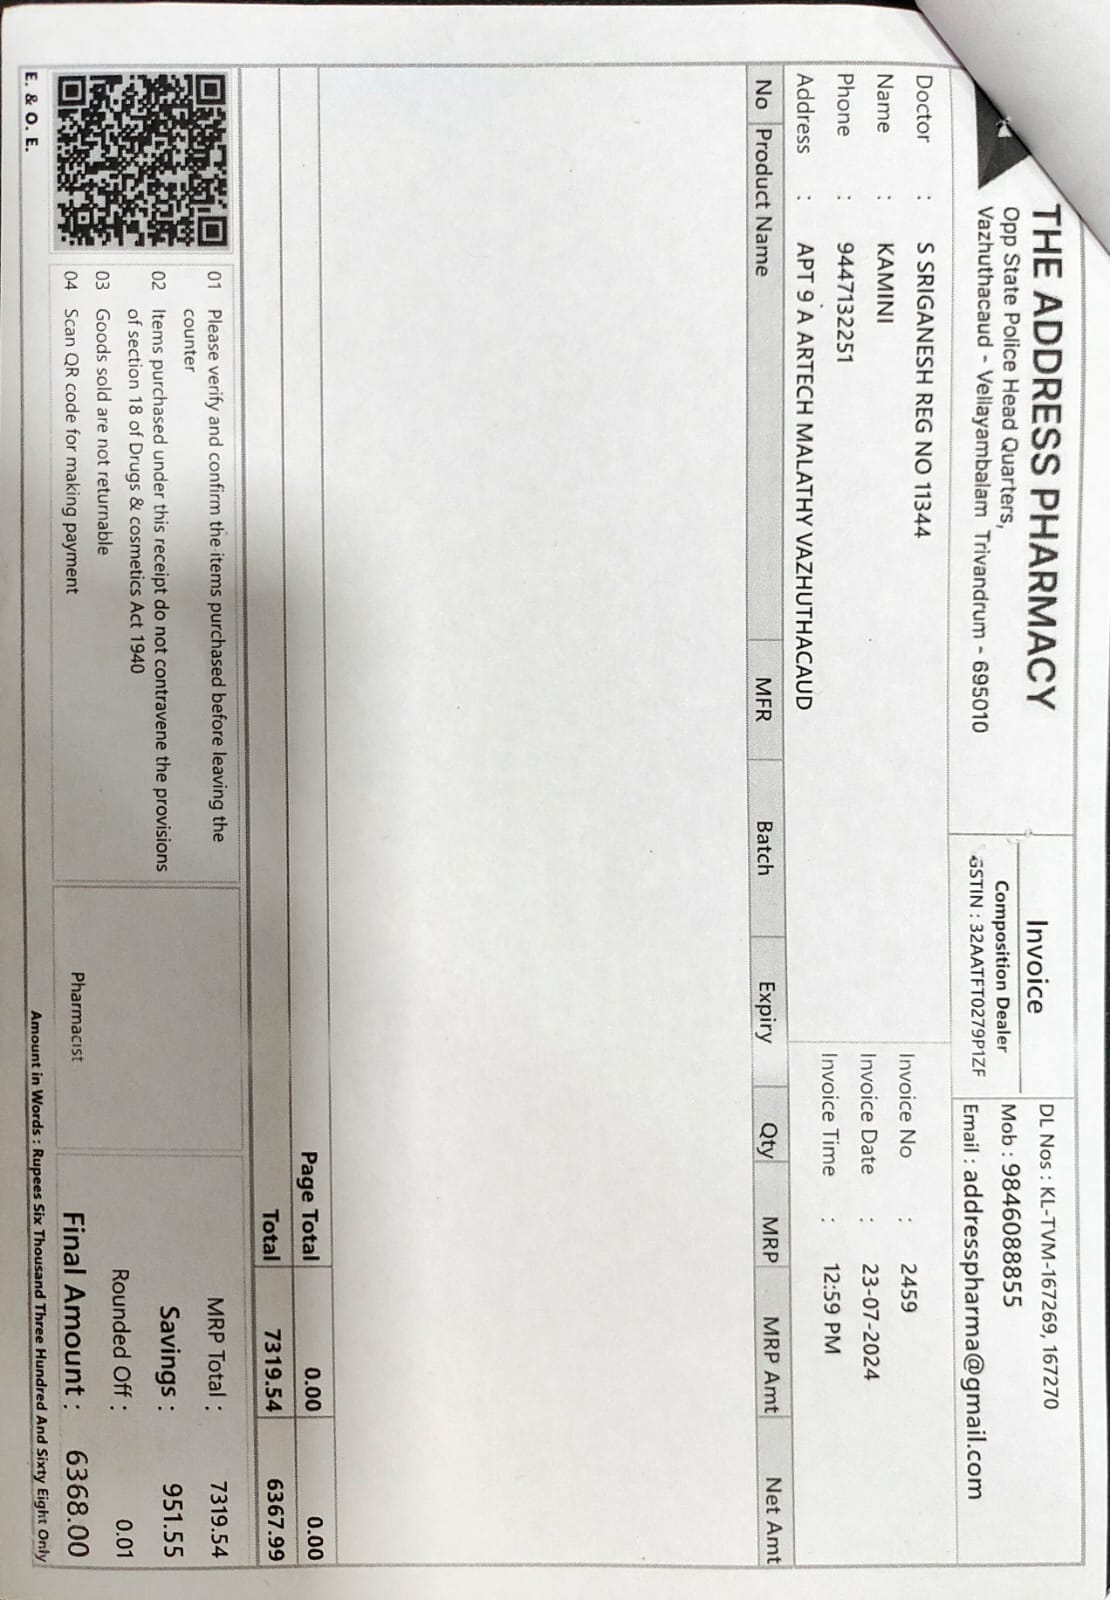 THE ADDRESS PHARMACY
Opp State Police Head Quarters,
Vazhuthacaud - Vellayambalam Trivandrum - 695010
Invoice
Composition Dealer
GSTIN : 32AATFT0279P1ZF
DL Nos : KL-TVM-167269, 167270
Mob : 9846088855
Email : addresspharma@gmail.com
Doctor : S SRIGANESH REG NO 11344
Name : KAMINI
Phone : 9447132251
Address : APT 9 A ARTECH MALATHY VAZHUTHACAUD
Invoice No : 2459
Invoice Date : 23-07-2024
Invoice Time : 12:59 PM
No Product Name MFR Batch Expiry Qty MRP MRP Amt Net Amt
Page Total 0.00 0.00
Total 7319.54 6367.99
01 Please verify and confirm the items purchased before leaving the
counter
02 Items purchased under this receipt do not contravene the provisions
of section 18 of Drugs & cosmetics Act 1940
03 Goods sold are not returnable
04 Scan QR code for making payment
Pharmacist
MRP Total : 7319.54
Savings : 951.55
Rounded Off : 0.01
Final Amount : 6368.00
E. & O. E.
Amount in Words : Rupees Six Thousand Three Hundred And Sixty Eight Only